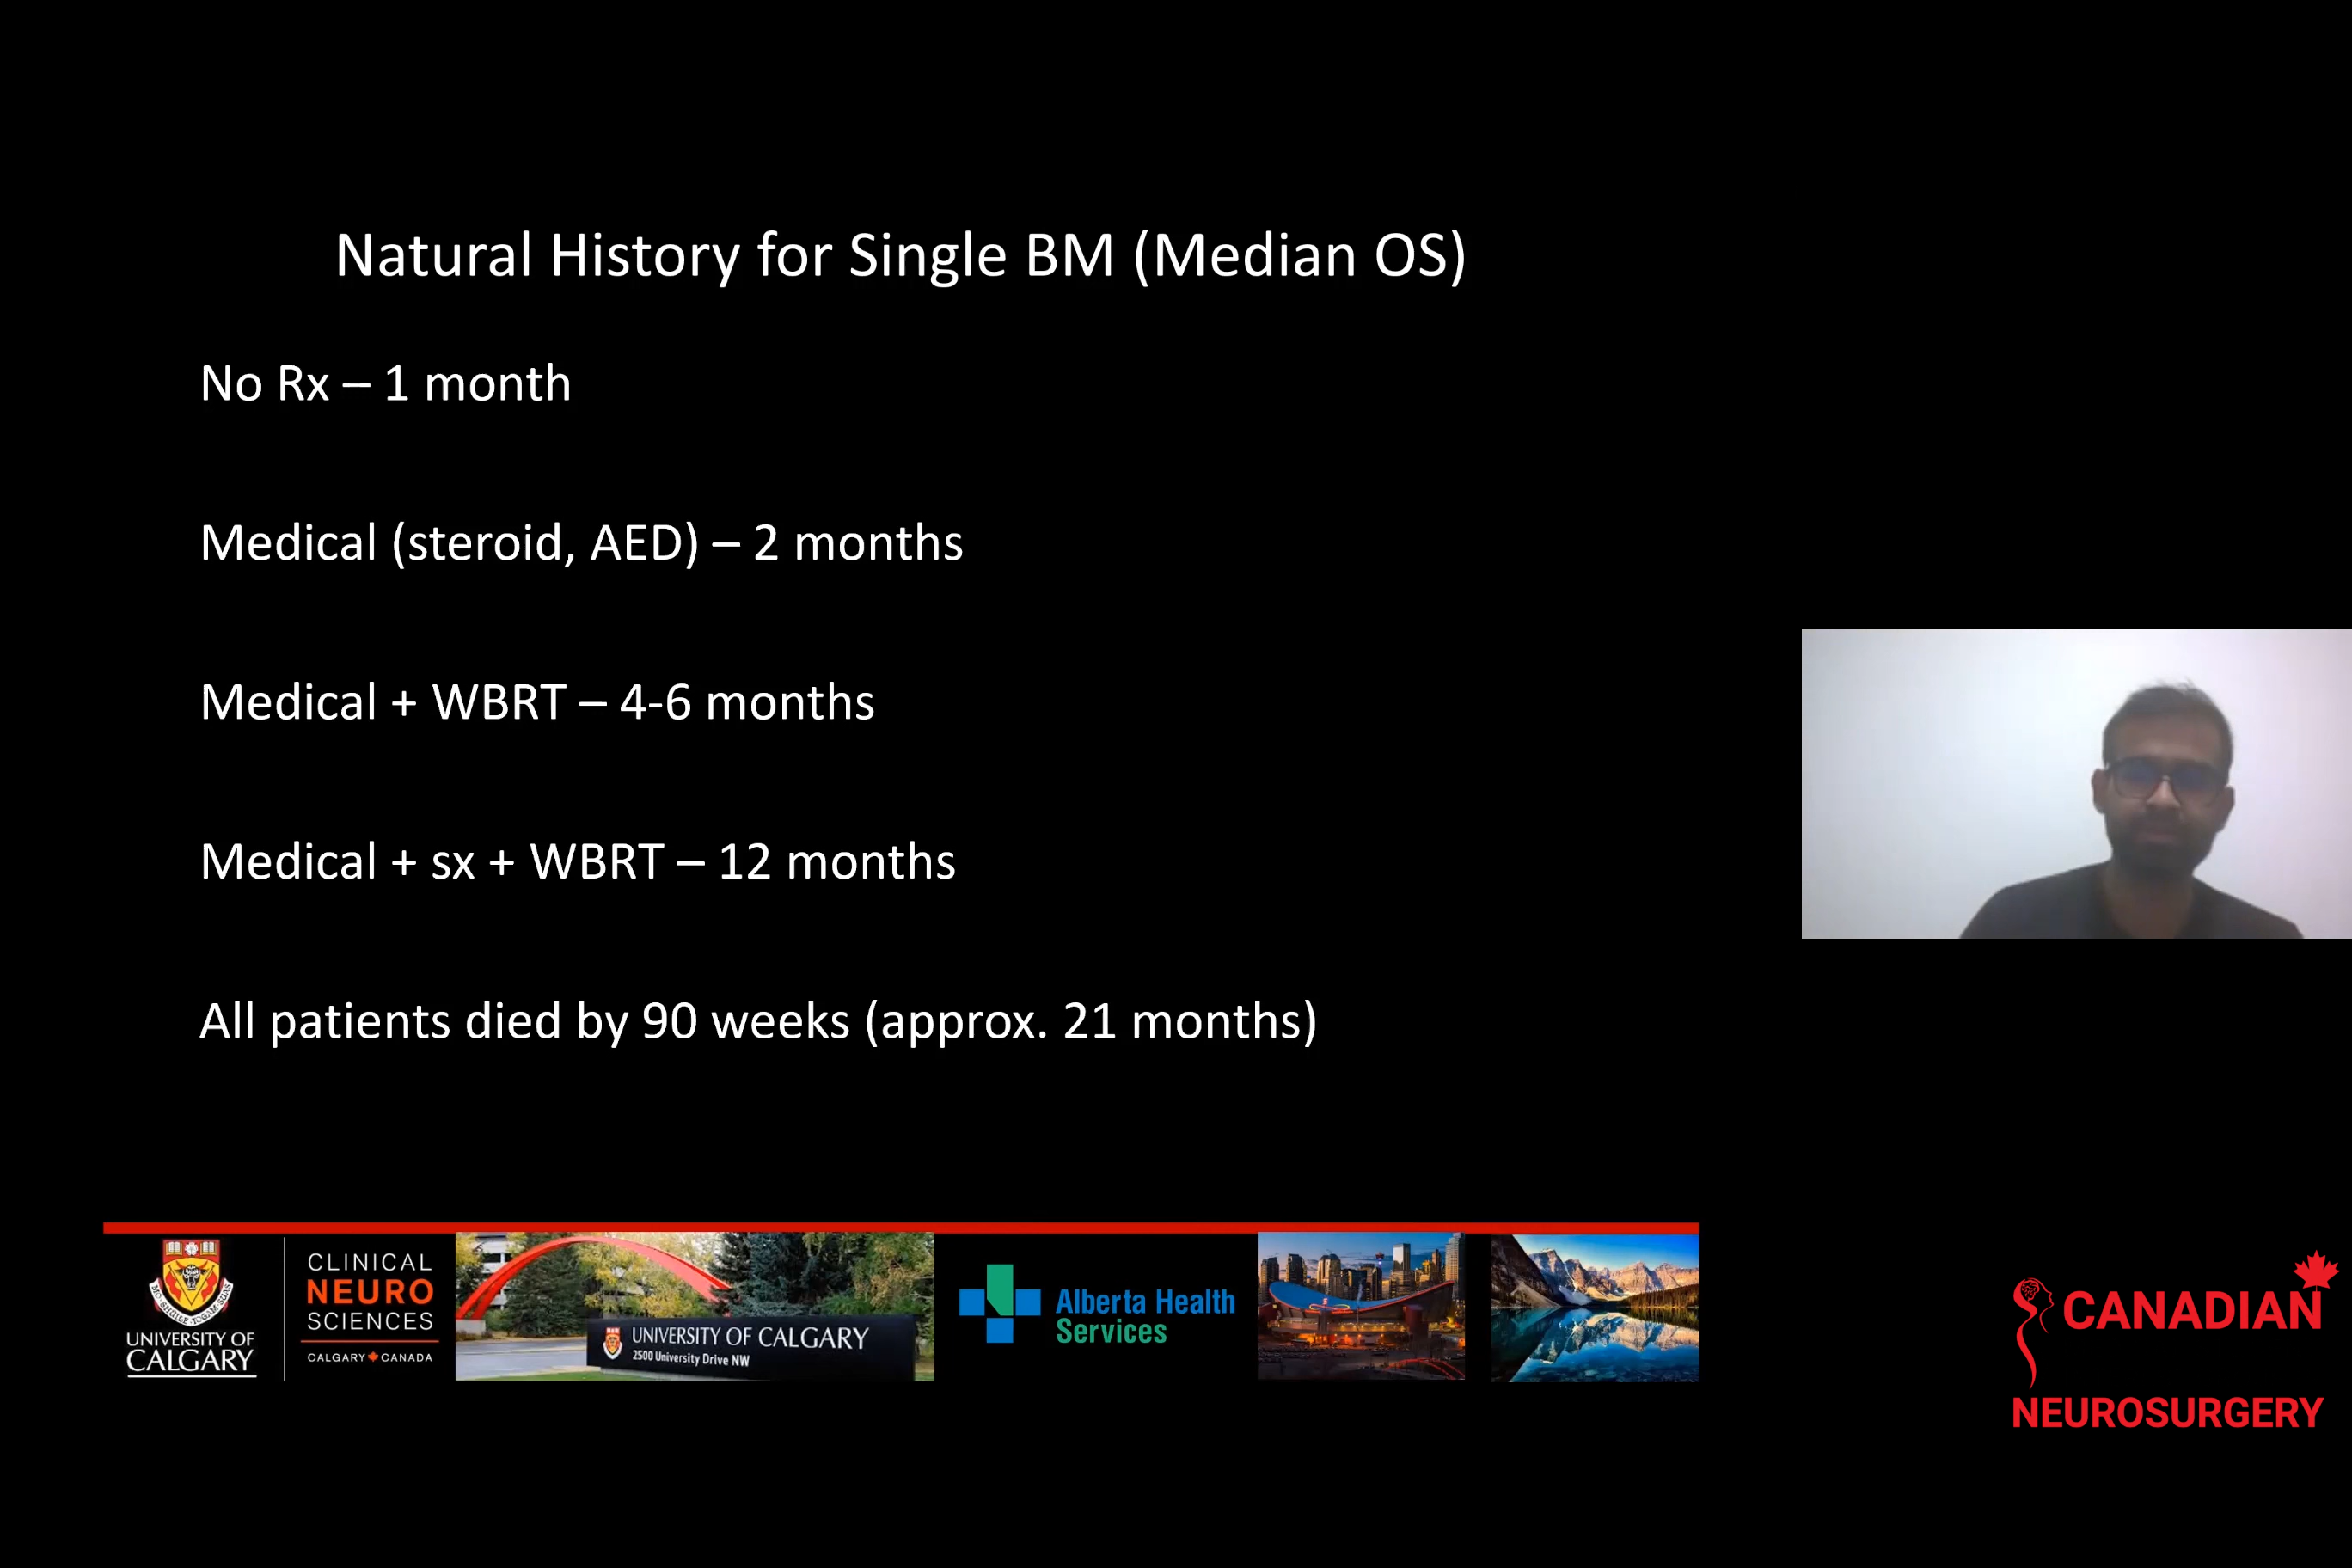 Natural History for Single BM (Median OS)
No Rx – 1 month
Medical (steroid, AED) – 2 months
Medical + WBRT – 4-6 months
Medical + sx + WBRT – 12 months
All patients died by 90 weeks (approx. 21 months)
UNIVERSITY OF
CALGARY
CLINICAL
NEURO
SCIENCES
CALGARY CANADA
UNIVERSITY OF CALGARY
2500 University Drive NW
Alberta Health
Services
CANADIAN
NEUROSURGERY